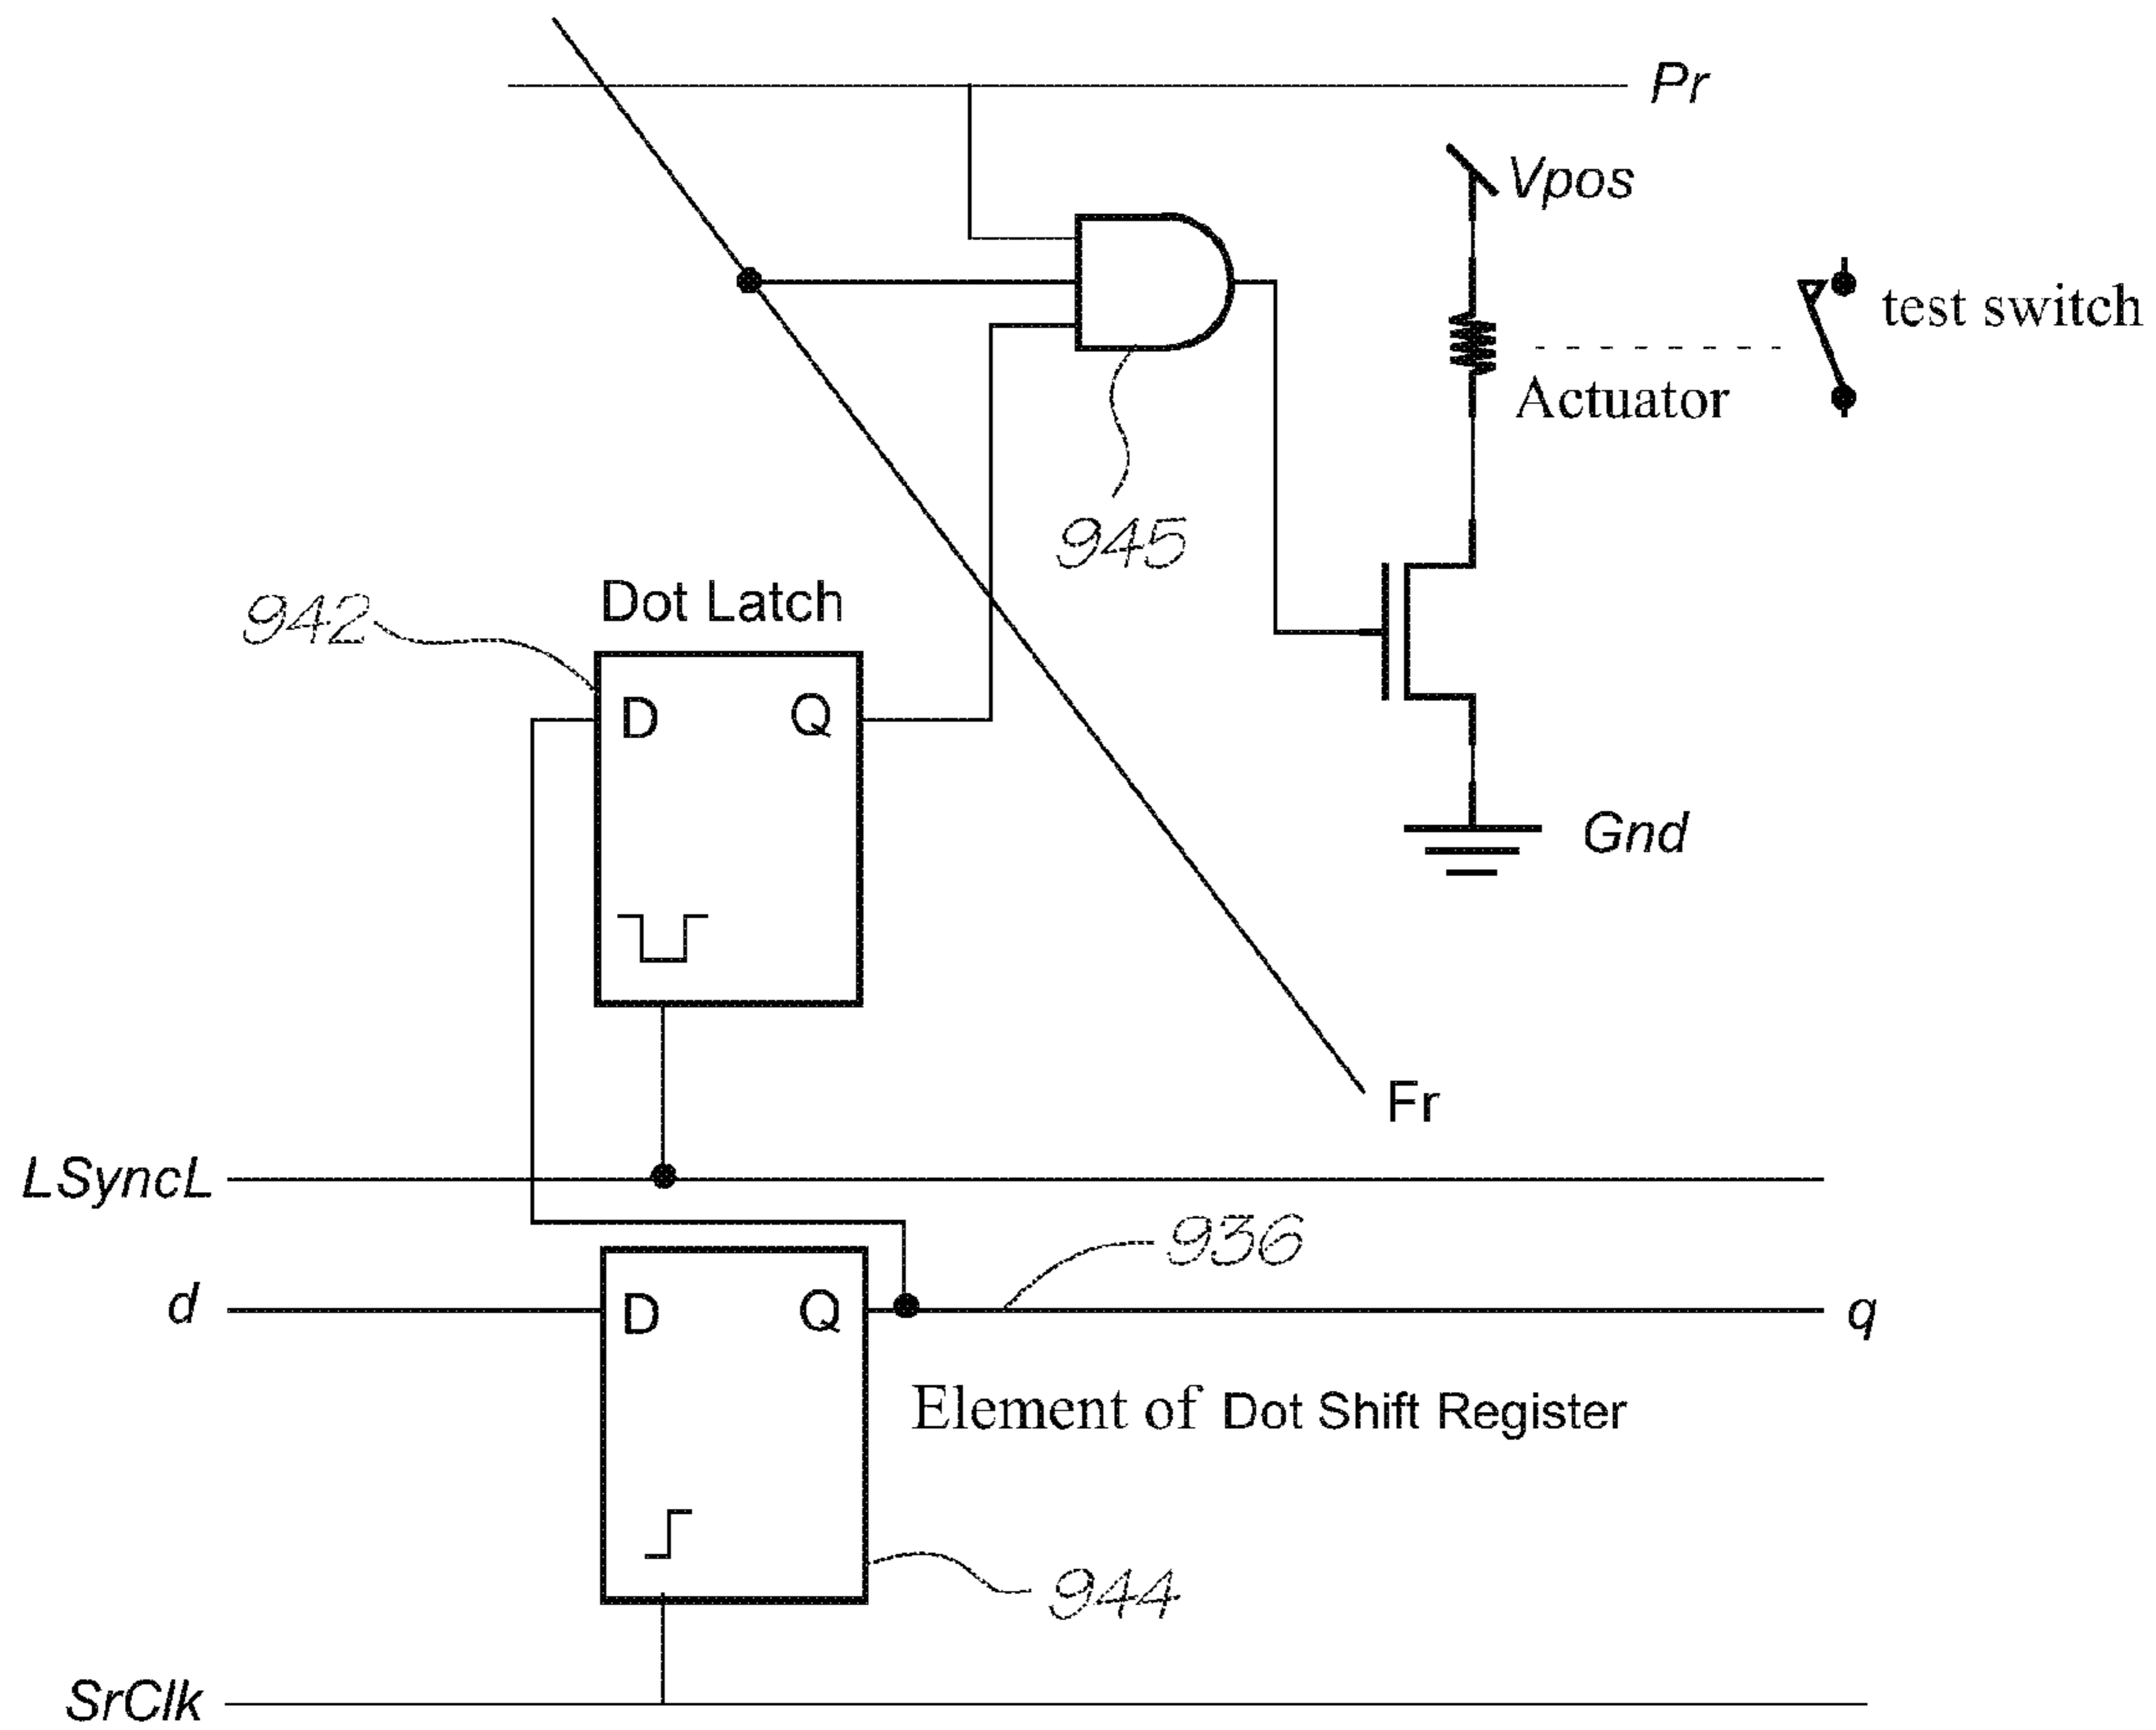 Pr
Vpos
test switch
Actuator
945
942
Dot Latch
D Q
Gnd
Fr
LSyncL
936
d
D Q
q
Element of Dot Shift Register
944
SrClk